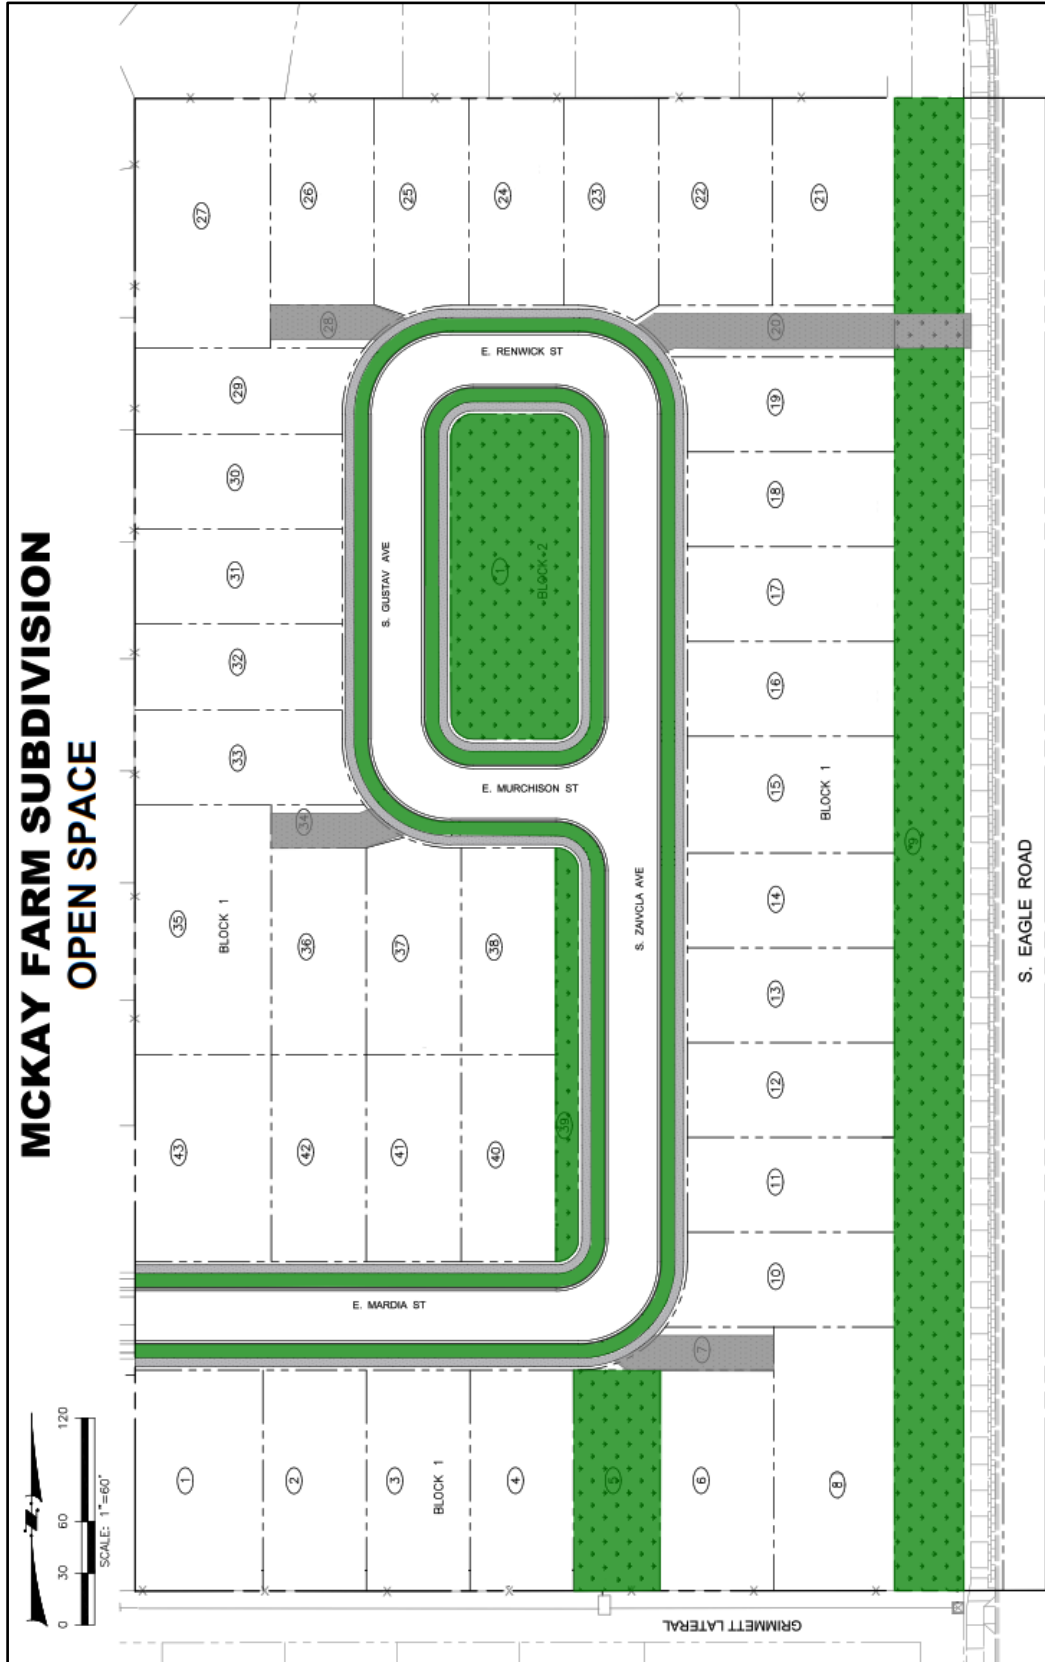 MCKAY FARM SUBDIVISION
OPEN SPACE
27
26
25
24
23
22
21
28
20
E. RENWICK ST
29
19
30
18
S. GUSTAV AVE
1
BLOCK 2
31
17
32
16
33
E. MURCHISON ST
15
BLOCK 1
34
9
35
BLOCK 1
36
37
38
S. ZAIVCLA AVE
14
S. EAGLE ROAD
13
39
12
43
42
41
40
11
10
E. MARDIA ST
7
1
2
3
BLOCK 1
4
5
6
8
Z
0 30 60 120
SCALE: 1"=60'
GRIMMETT LATERAL